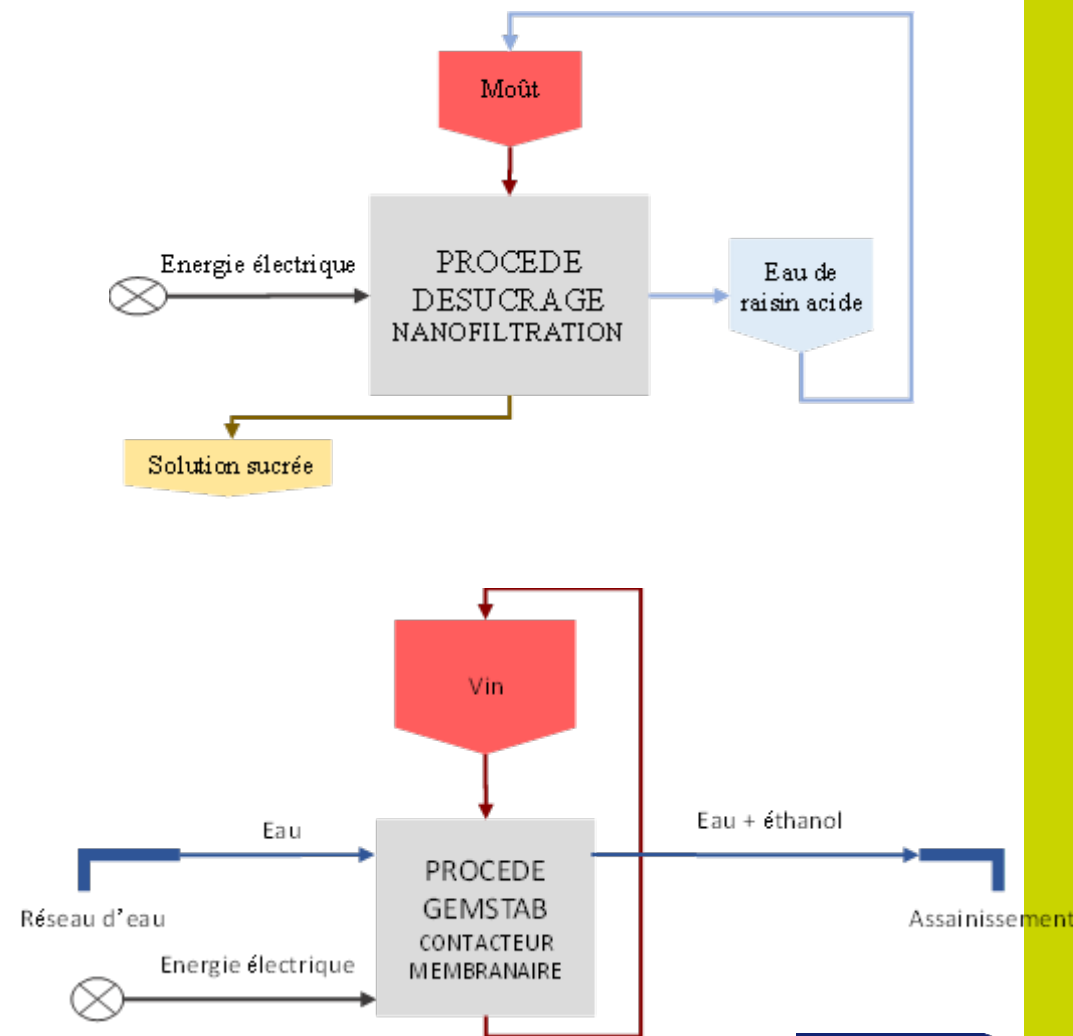 Moût
Energie électrique
PROCEDE
DESUCRAGE
NANOFILTRATION
Eau de
raisin acide
Solution sucrée
Vin
Eau
Eau + éthanol
PROCEDE
GEMSTAB
CONTACTEUR
MEMBRANAIRE
Réseau d’eau
Assainissement
Energie électrique